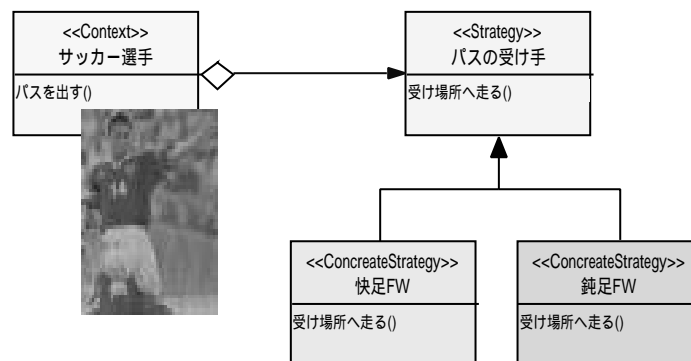 <<Context>>
サッカー選手
パスを出す()
<<Strategy>>
パスの受け手
受け場所へ走る()
14
<<ConcreateStrategy>>
快足FW
受け場所へ走る()
<<ConcreateStrategy>>
鈍足FW
受け場所へ走る()